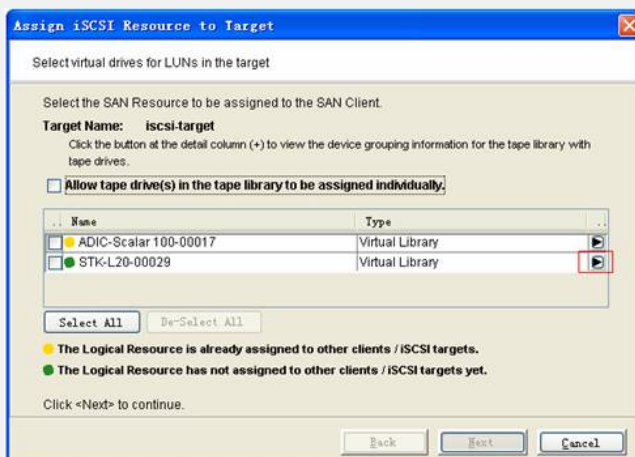 Assign iSCSI Resource to Target
Select virtual drives for LUNs in the target
Select the SAN Resource to be assigned to the SAN Client.
Target Name: iscsi-target
Click the button at the detail column (+) to view the device grouping information for the tape library with
tape drives.
Allow tape drive(s) in the tape library to be assigned individually.
.. Name Type ..
ADIC-Scalar 100-00017 Virtual Library
STK-L20-00029 Virtual Library
Select All De-Select All
The Logical Resource is already assigned to other clients / iSCSI targets.
The Logical Resource has not assigned to other clients / iSCSI targets yet.
Click <Next> to continue.
Back Next Cancel